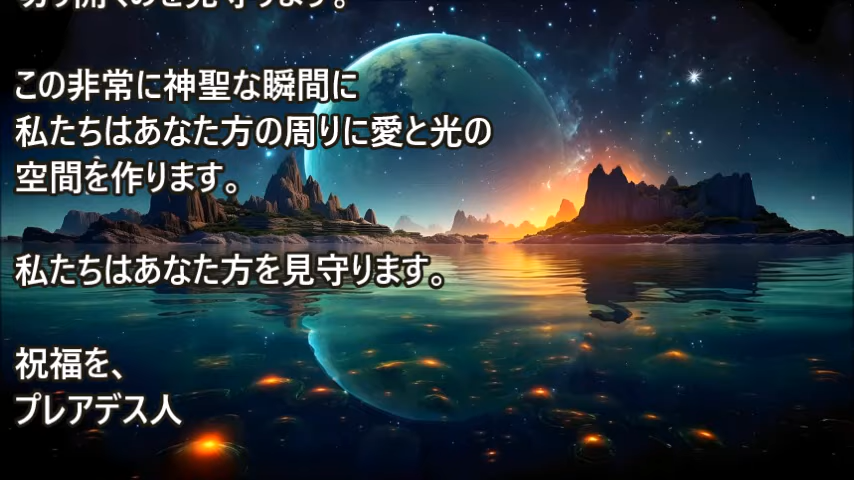 この非常に神聖な瞬間に
私たちはあなた方の周りに愛と光の
空間を作ります。
私たちはあなた方を見守ります。
祝福を、
プレアデス人